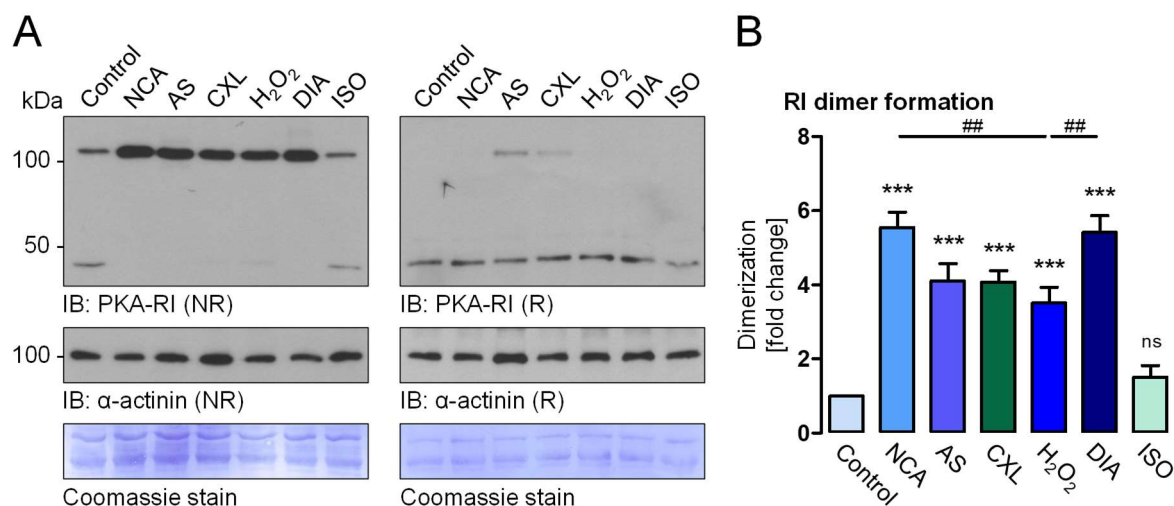 A
kDa
Control NCA AS CXL H₂O₂ DIA ISO
100
50
IB: PKA-RI (NR)
100
IB: α-actinin (NR)
Coomassie stain
Control NCA AS CXL H₂O₂ DIA ISO
IB: PKA-RI (R)
IB: α-actinin (R)
Coomassie stain
B
RI dimer formation
Dimerization
[fold change]
8
6
4
2
0
## ##
*** *** *** *** *** ns
Control NCA AS CXL H₂O₂ DIA ISO